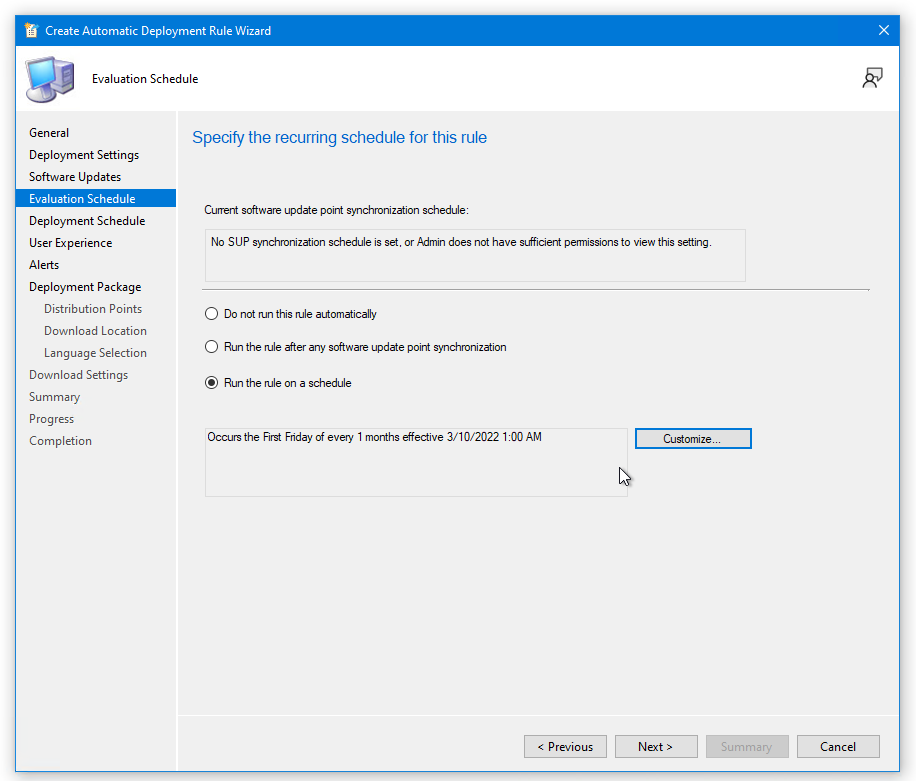 Create Automatic Deployment Rule Wizard
Evaluation Schedule
General
Deployment Settings
Software Updates
Evaluation Schedule
Deployment Schedule
User Experience
Alerts
Deployment Package
Distribution Points
Download Location
Language Selection
Download Settings
Summary
Progress
Completion
Specify the recurring schedule for this rule
Current software update point synchronization schedule:
No SUP synchronization schedule is set, or Admin does not have sufficient permissions to view this setting.
Do not run this rule automatically
Run the rule after any software update point synchronization
Run the rule on a schedule
Occurs the First Friday of every 1 months effective 3/10/2022 1:00 AM
Customize...
< Previous
Next >
Summary
Cancel